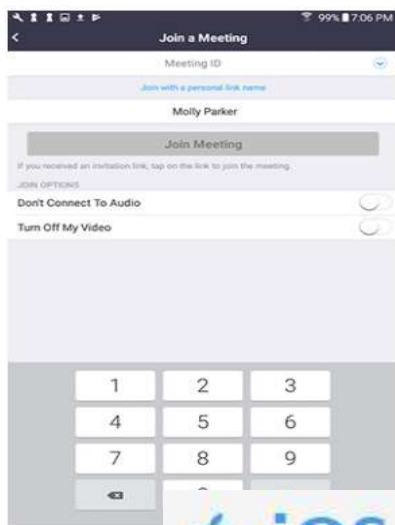 99% 7:06 PM
Join a Meeting
Meeting ID
Join with a personal link name
Molly Parker
Join Meeting
If you received an invitation link, tap on the link to join the meeting.
JOIN OPTIONS
Don't Connect To Audio
Turn Off My Video
1 2 3
4 5 6
7 8 9